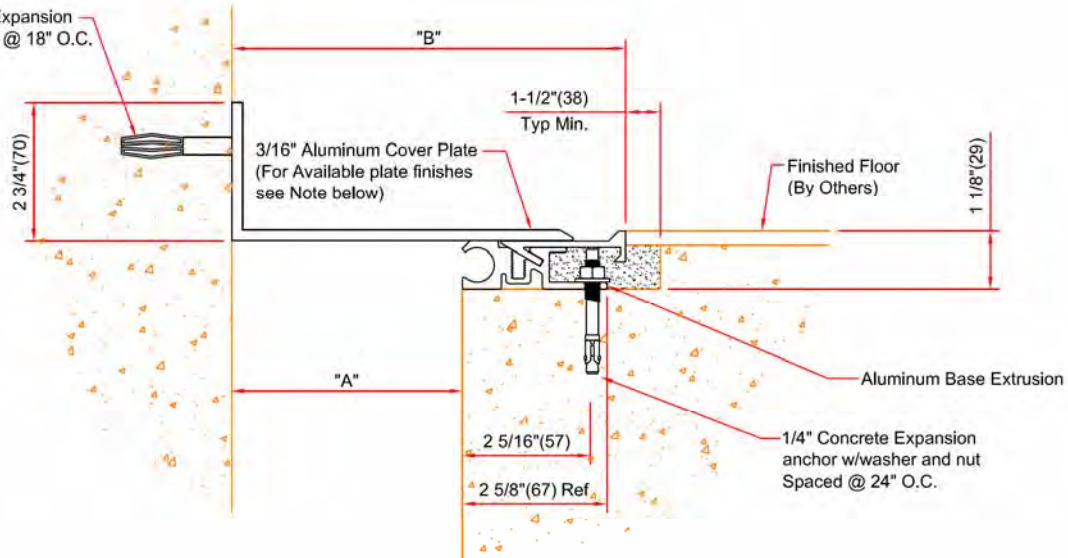 Expansion
@ 18" O.C.
"B"
1-1/2"(38)
Typ Min.
2 3/4"(70)
3/16" Aluminum Cover Plate
(For Available plate finishes
see Note below)
Finished Floor
(By Others)
1 1/8"(29)
"A"
Aluminum Base Extrusion
2 5/16"(57)
1/4" Concrete Expansion
anchor w/washer and nut
Spaced @ 24" O.C.
2 5/8"(67) Ref